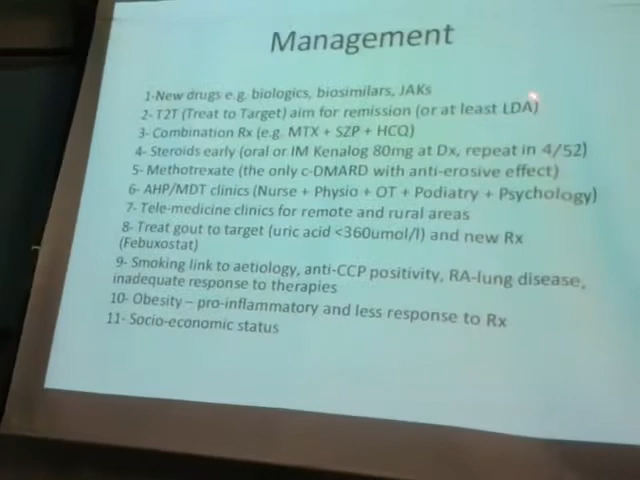 Management
1-New drugs e.g. biologics, biosimilars, JAKs
2- T2T (Treat to Target) aim for remission (or at least LDA)
3- Combination Rx (e.g. MTX + SZP + HCQ)
4- Steroids early (oral or IM Kenalog 80mg at Dx, repeat in 4/52)
5- Methotrexate (the only c-DMARD with anti-erosive effect)
6- AHP/MDT clinics (Nurse + Physio + OT + Podiatry + Psychology)
7- Tele-medicine clinics for remote and rural areas
8- Treat gout to target (uric acid <360umol/l) and new Rx
(Febuxostat)
9- Smoking link to aetiology, anti-CCP positivity, RA-lung disease,
inadequate response to therapies
10- Obesity – pro-inflammatory and less response to Rx
11- Socio-economic status